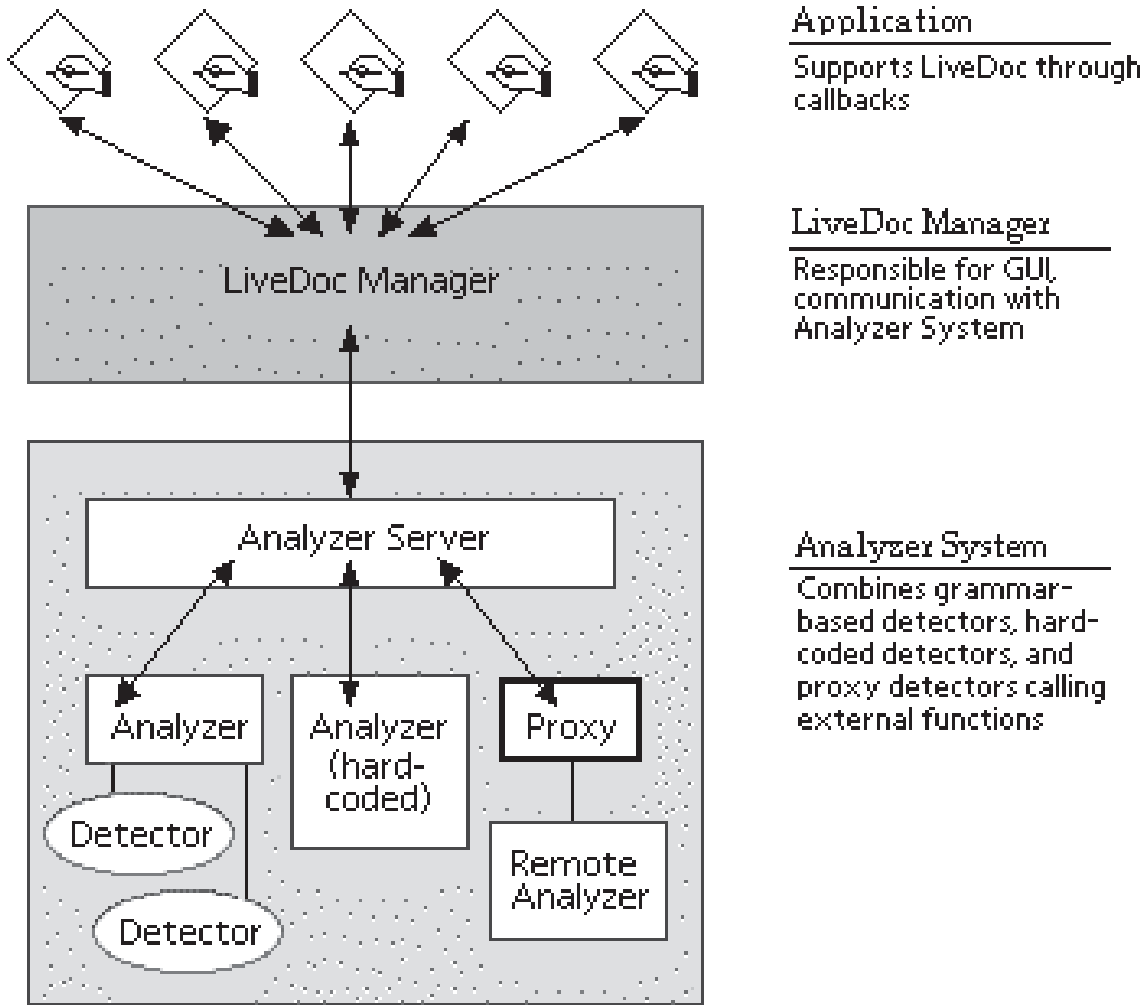 Application
Supports LiveDoc through
callbacks
LiveDoc Manager
LiveDoc Manager
Responsible for GUI,
communication with
Analyzer System
Analyzer Server
Analyzer System
Combines grammar-
based detectors, hard-
coded detectors, and
proxy detectors calling
external functions
Analyzer
Analyzer
(hard-
coded)
Proxy
Detector
Detector
Remote
Analyzer